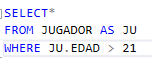 SELECT*
FROM JUGADOR AS JU
WHERE JU.EDAD > 21